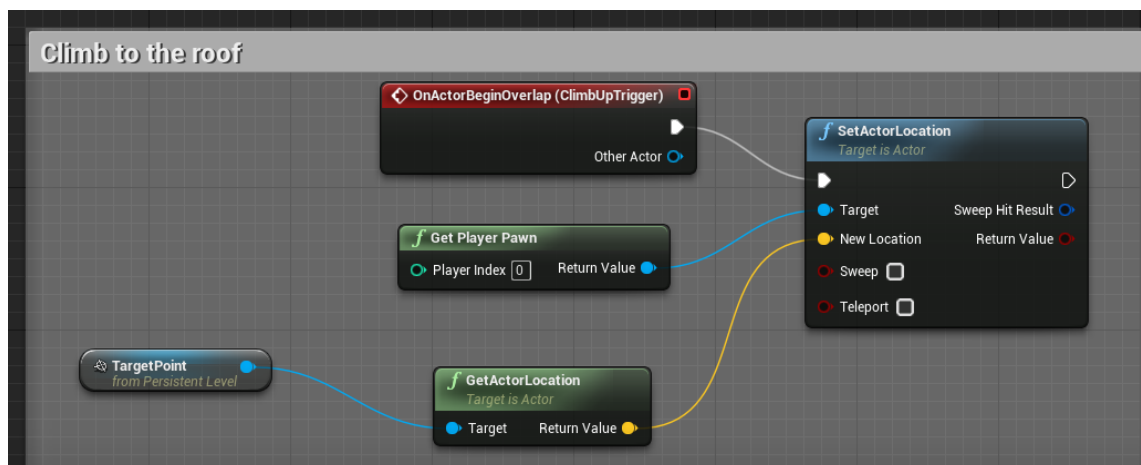 Climb to the roof
OnActorBeginOverlap (ClimbUpTrigger)
Other Actor
f SetActorLocation
Target is Actor
Target Sweep Hit Result
New Location Return Value
Sweep
Teleport
f Get Player Pawn
Player Index 0 Return Value
TargetPoint
from Persistent Level
f GetActorLocation
Target is Actor
Target Return Value